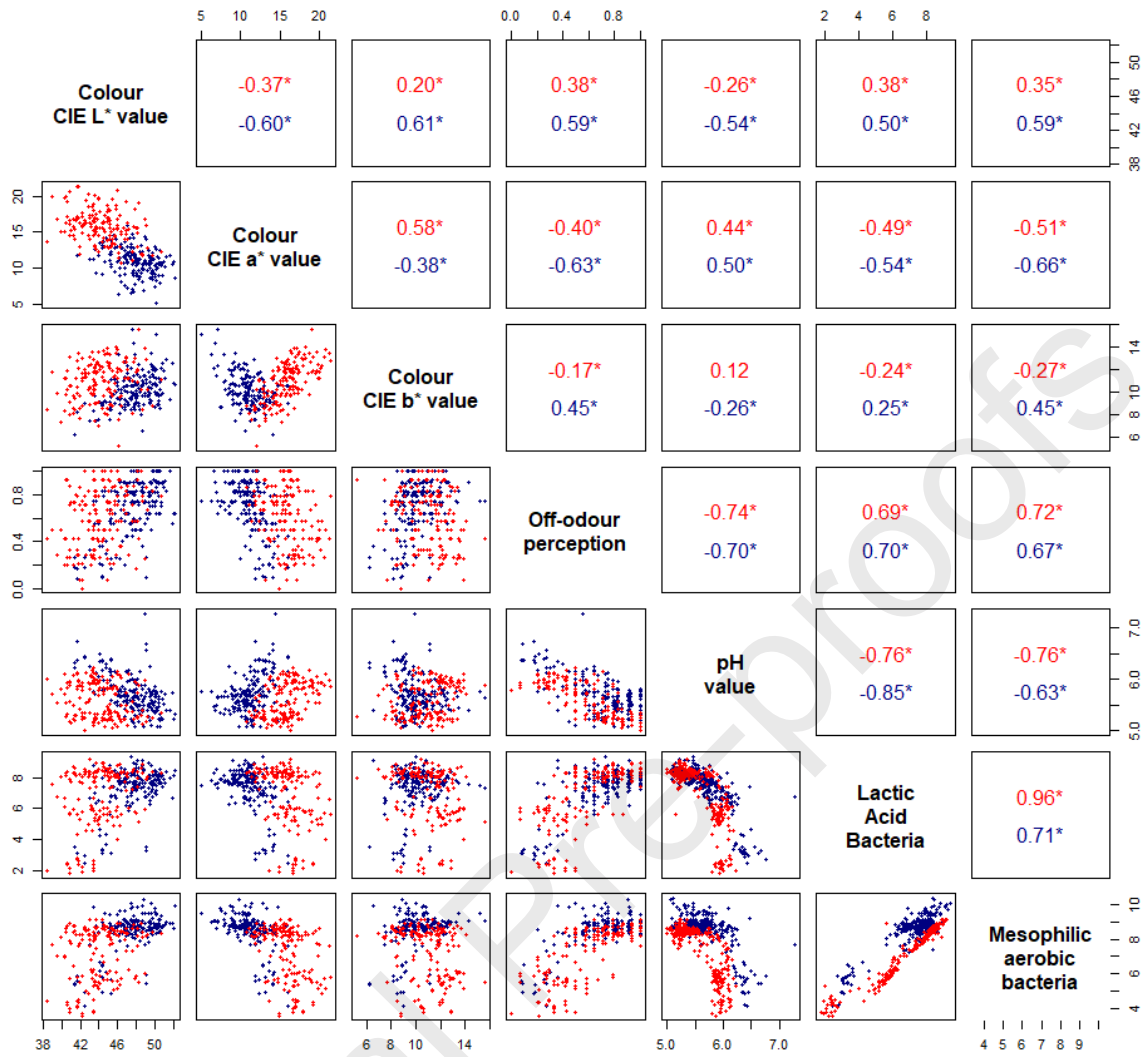 5 10 15 20 0.0 0.4 0.8 2 4 6 8
Colour
CIE L* value
-0.37*
-0.60*
0.20*
0.61*
0.38*
0.59*
-0.26*
-0.54*
0.38*
0.50*
0.35*
0.59*
38 42 46 50
5 10 15 20
Colour
CIE a* value
0.58*
-0.38*
-0.40*
-0.63*
0.44*
0.50*
-0.49*
-0.54*
-0.51*
-0.66*
Colour
CIE b* value
-0.17*
0.45*
0.12
-0.26*
-0.24*
0.25*
-0.27*
0.45*
6 8 10 14
0.0 0.4 0.8
Off-odour
perception
-0.74*
-0.70*
0.69*
0.70*
0.72*
0.67*
pH
value
-0.76*
-0.85*
-0.76*
-0.63*
5.0 6.0 7.0
2 4 6 8
Lactic
Acid
Bacteria
0.96*
0.71*
Mesophilic
aerobic
bacteria
4 6 8 10
38 42 46 50 6 8 10 14 5.0 6.0 7.0 4 5 6 7 8 9
Pre-proofs